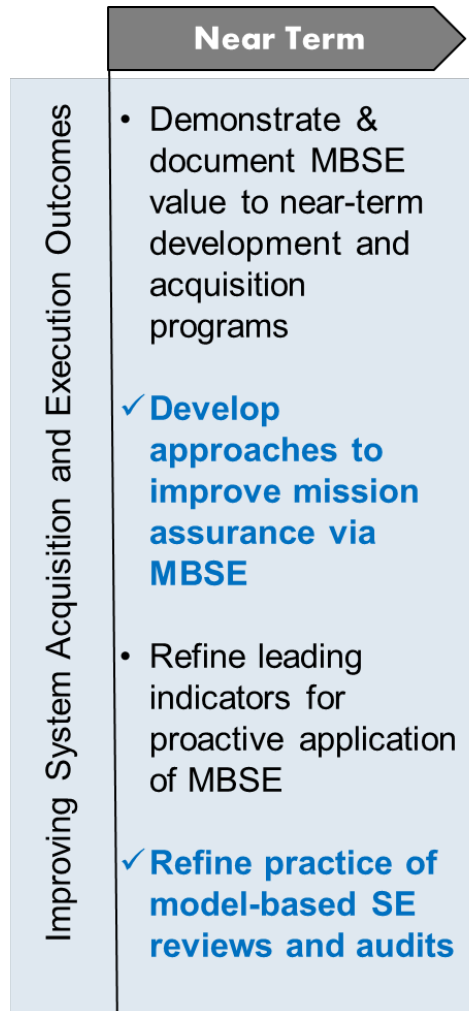 Near Term
Improving System Acquisition and Execution Outcomes
• Demonstrate &
document MBSE
value to near-term
development and
acquisition
programs
✓ Develop
approaches to
improve mission
assurance via
MBSE
• Refine leading
indicators for
proactive application
of MBSE
✓ Refine practice of
model-based SE
reviews and audits